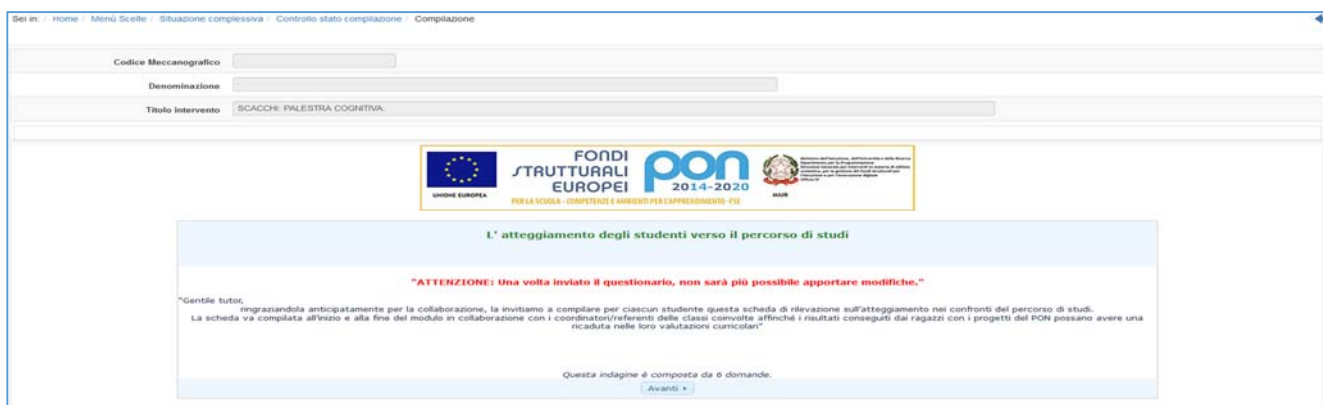 Sei in: / Home / Menù Scelte / Situazione complessiva / Controllo stato compilazione / Compilazione
Codice Meccanografico
Denominazione
Titolo intervento SCACCHI: PALESTRA COGNITIVA.
FONDI
STRUTTURALI
EUROPEI
pon
2014-2020
UNIONE EUROPEA
MIUR
PER LA SCUOLA - COMPETENZE E AMBIENTI PER L'APPRENDIMENTO - FSE
L' atteggiamento degli studenti verso il percorso di studi
"ATTENZIONE: Una volta inviato il questionario, non sarà più possibile apportare modifiche."
"Gentile tutor,
ringraziandola anticipatamente per la collaborazione, la invitiamo a compilare per ciascun studente questa scheda di rilevazione sull'atteggiamento nei confronti del percorso di studi.
La scheda va compilata all'inizio e alla fine del modulo in collaborazione con i coordinatori/referenti delle classi coinvolte affinché i risultati conseguiti dai ragazzi con i progetti del PON possano avere una
ricaduta nelle loro valutazioni curricolari"
Questa indagine è composta da 6 domande.
Avanti